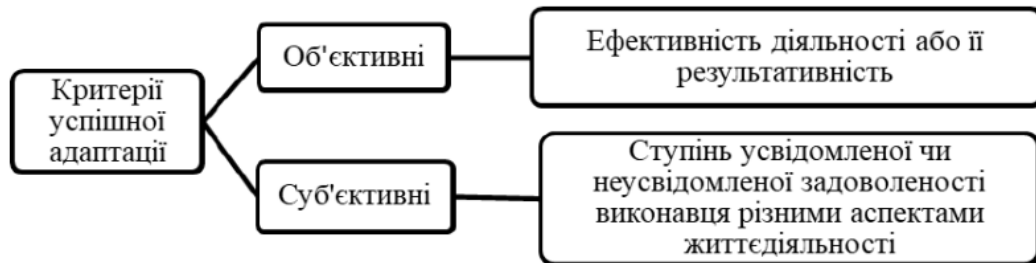 Критерії
успішної
адаптації
Об'єктивні
Ефективність діяльності або її
результативність
Суб'єктивні
Ступінь усвідомленої чи
неусвідомленої задоволеності
виконавця різними аспектами
життєдіяльності